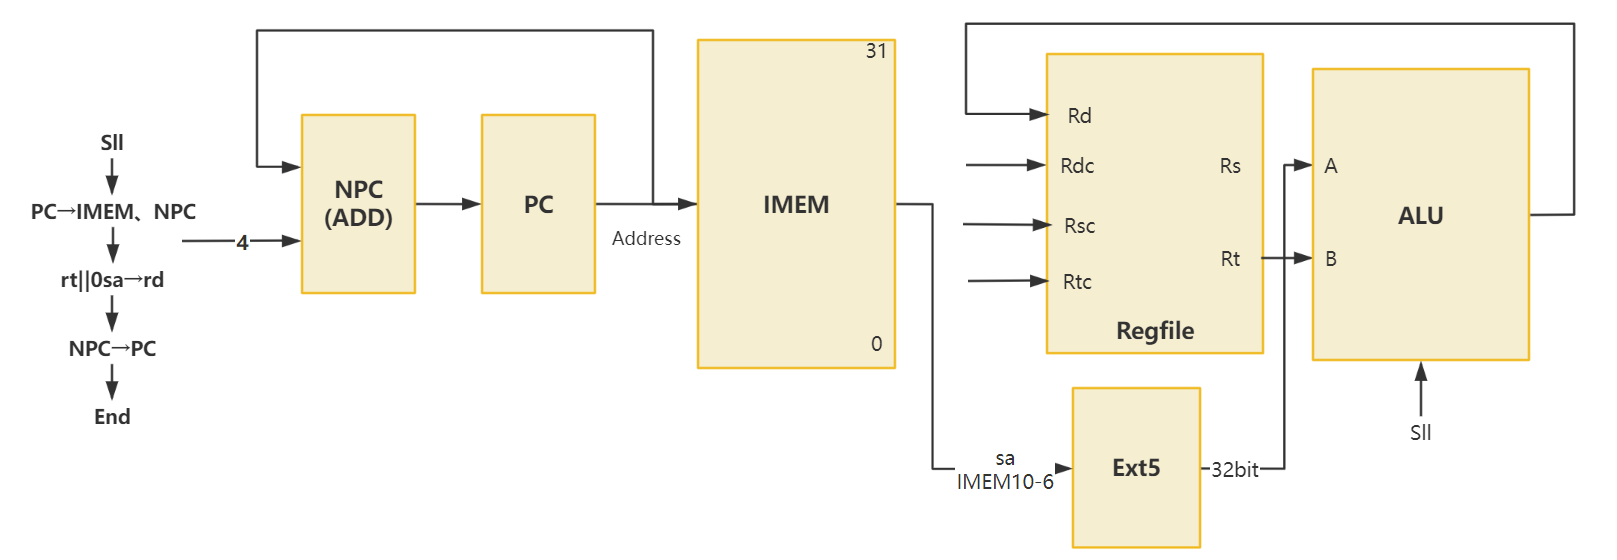 Sll
PC→IMEM、NPC
rt||0sa→rd
NPC→PC
End
4
NPC
(ADD)
PC
Address
31
IMEM
0
Rd
Rdc
Rsc
Rtc
Rs
Rt
Regfile
A
B
ALU
Sll
sa
IMEM10-6
Ext5
32bit